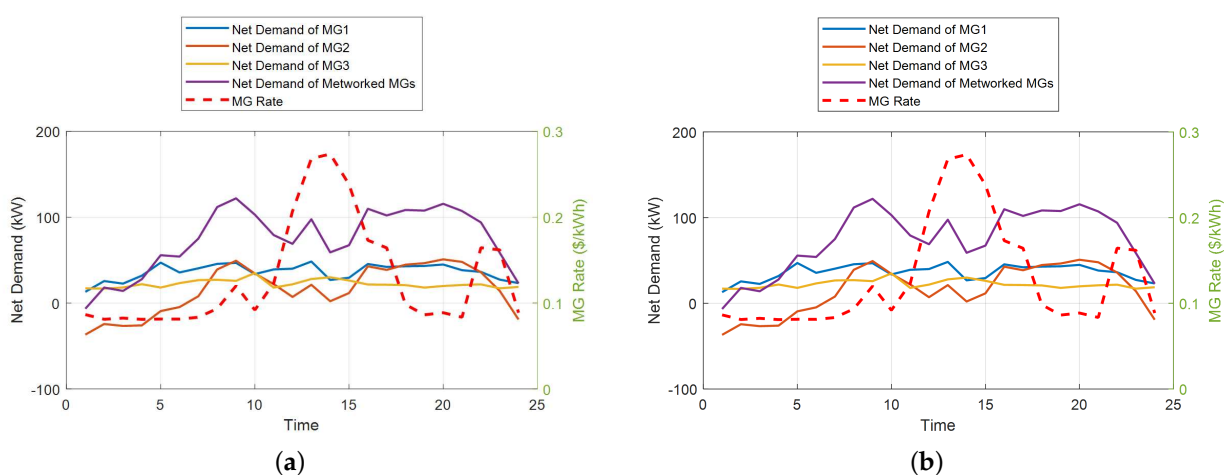 Net Demand of MG1
Net Demand of MG2
Net Demand of MG3
Net Demand of Metworked MGs
MG Rate
200
100
0
-100
Net Demand (kW)
0
5
10
15
20
25
Time
0.3
0.2
0.1
0
MG Rate ($/kWh)
(a)
Net Demand of MG1
Net Demand of MG2
Net Demand of MG3
Net Demand of Metworked MGs
MG Rate
200
100
0
-100
Net Demand (kW)
0
5
10
15
20
25
Time
0.3
0.2
0.1
0
MG Rate ($/kWh)
(b)